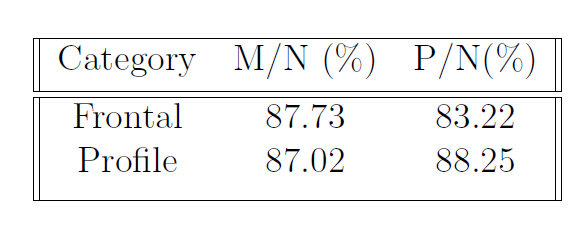 Category M/N (%) P/N(%)
Frontal 87.73 83.22
Profile 87.02 88.25